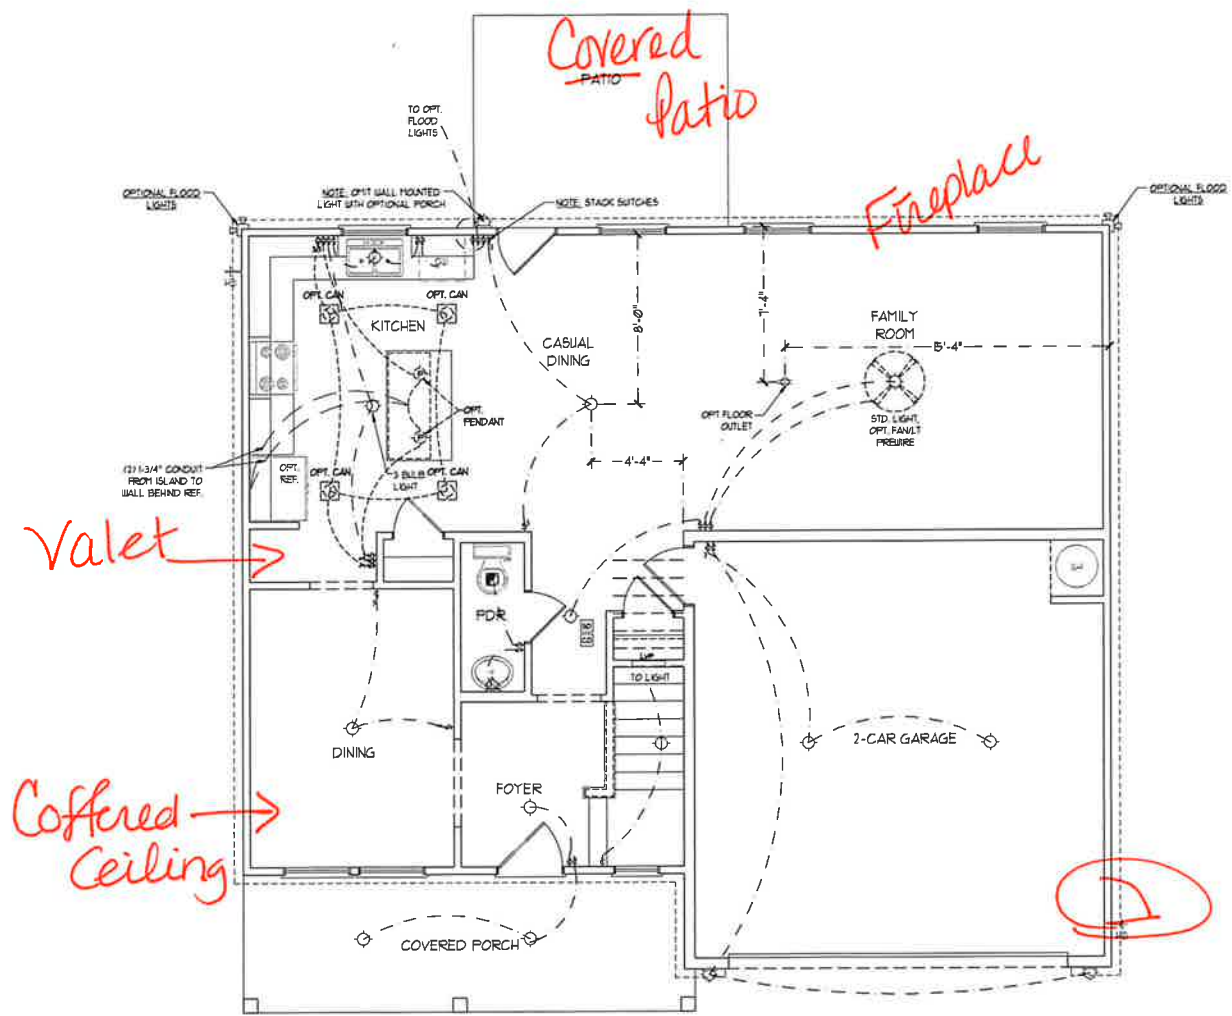 Covered
PATIO
Patio
TO OPT.
FLOOD
LIGHTS
Fireplace
OPTIONAL FLOOD
LIGHTS
NOTE: OMIT WALL MOUNTED
LIGHT WITH OPTIONAL PORCH
NOTE: STACK SWITCHES
OPTIONAL FLOOD
LIGHTS
OPT. CAN
OPT. CAN
KITCHEN
8'-0"
7'-4"
FAMILY
ROOM
CASUAL
DINING
15'-4"
OPT.
PENDANT
OPT FLOOR
OUTLET
STD. LIGHT,
OPT. FAN/LT
PREWIRE
(2) 1-3/4" CONDUIT
FROM ISLAND TO
WALL BEHIND REF.
OPT.
REF.
OPT. CAN
3 BULB
LIGHT
OPT. CAN
4'-4"
Valet
PDR
UP
TO LIGHT
DINING
2-CAR GARAGE
FOYER
Coffered
Ceiling
COVERED PORCH